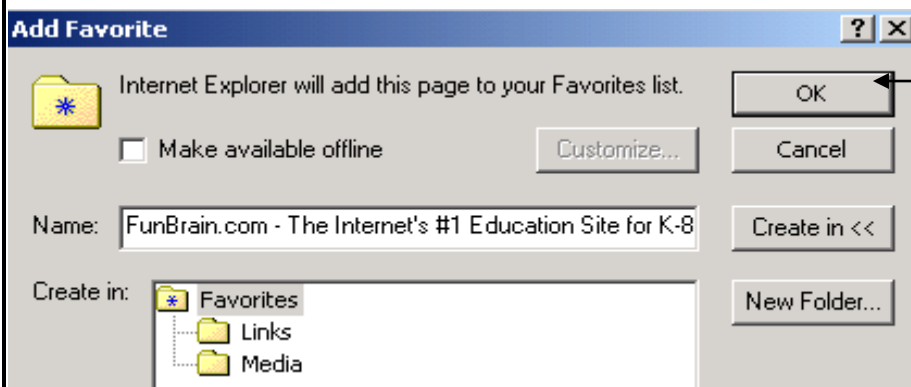 Add Favorite
Internet Explorer will add this page to your Favorites list.
OK
Make available offline
Customize...
Cancel
Name: FunBrain.com - The Internet's #1 Education Site for K-8
Create in <<
Create in:
Favorites
New Folder...
Links
Media